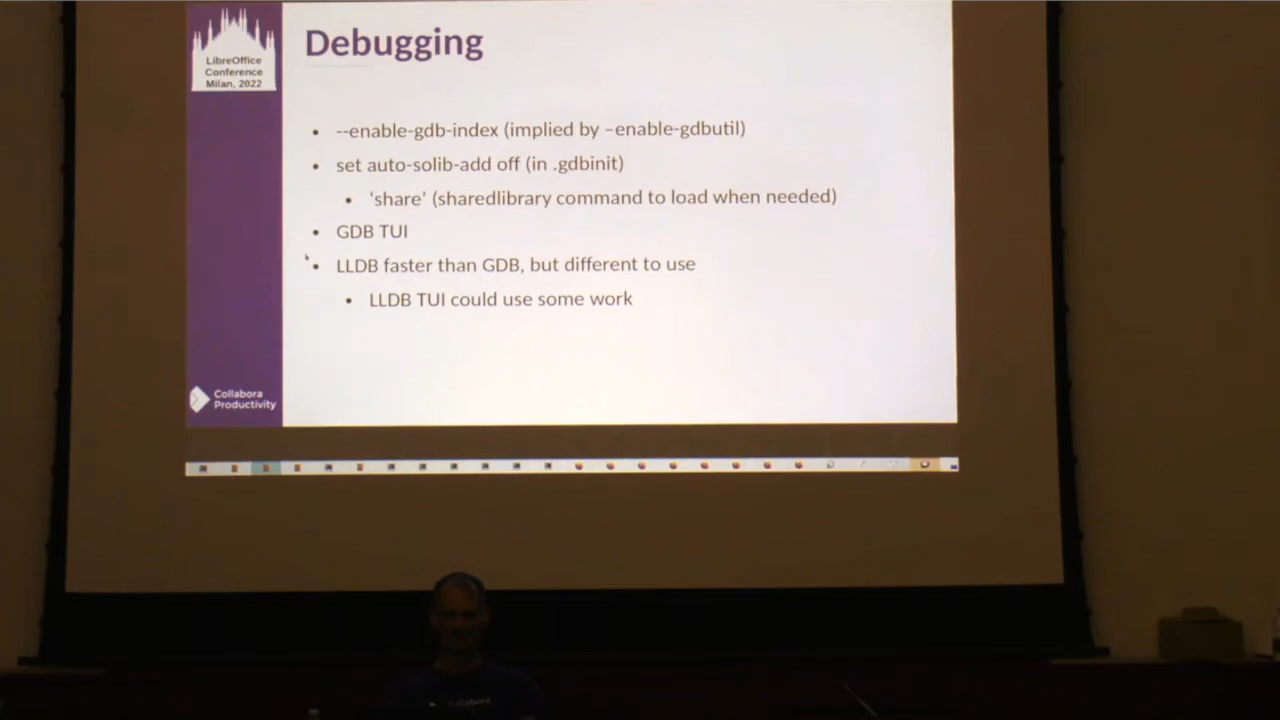 LibreOffice
Conference
Milan, 2022
Debugging
--enable-gdb-index (implied by –enable-gdbutil)
set auto-solib-add off (in .gdbinit)
‘share’ (sharedlibrary command to load when needed)
GDB TUI
LLDB faster than GDB, but different to use
LLDB TUI could use some work
Collabora
Productivity